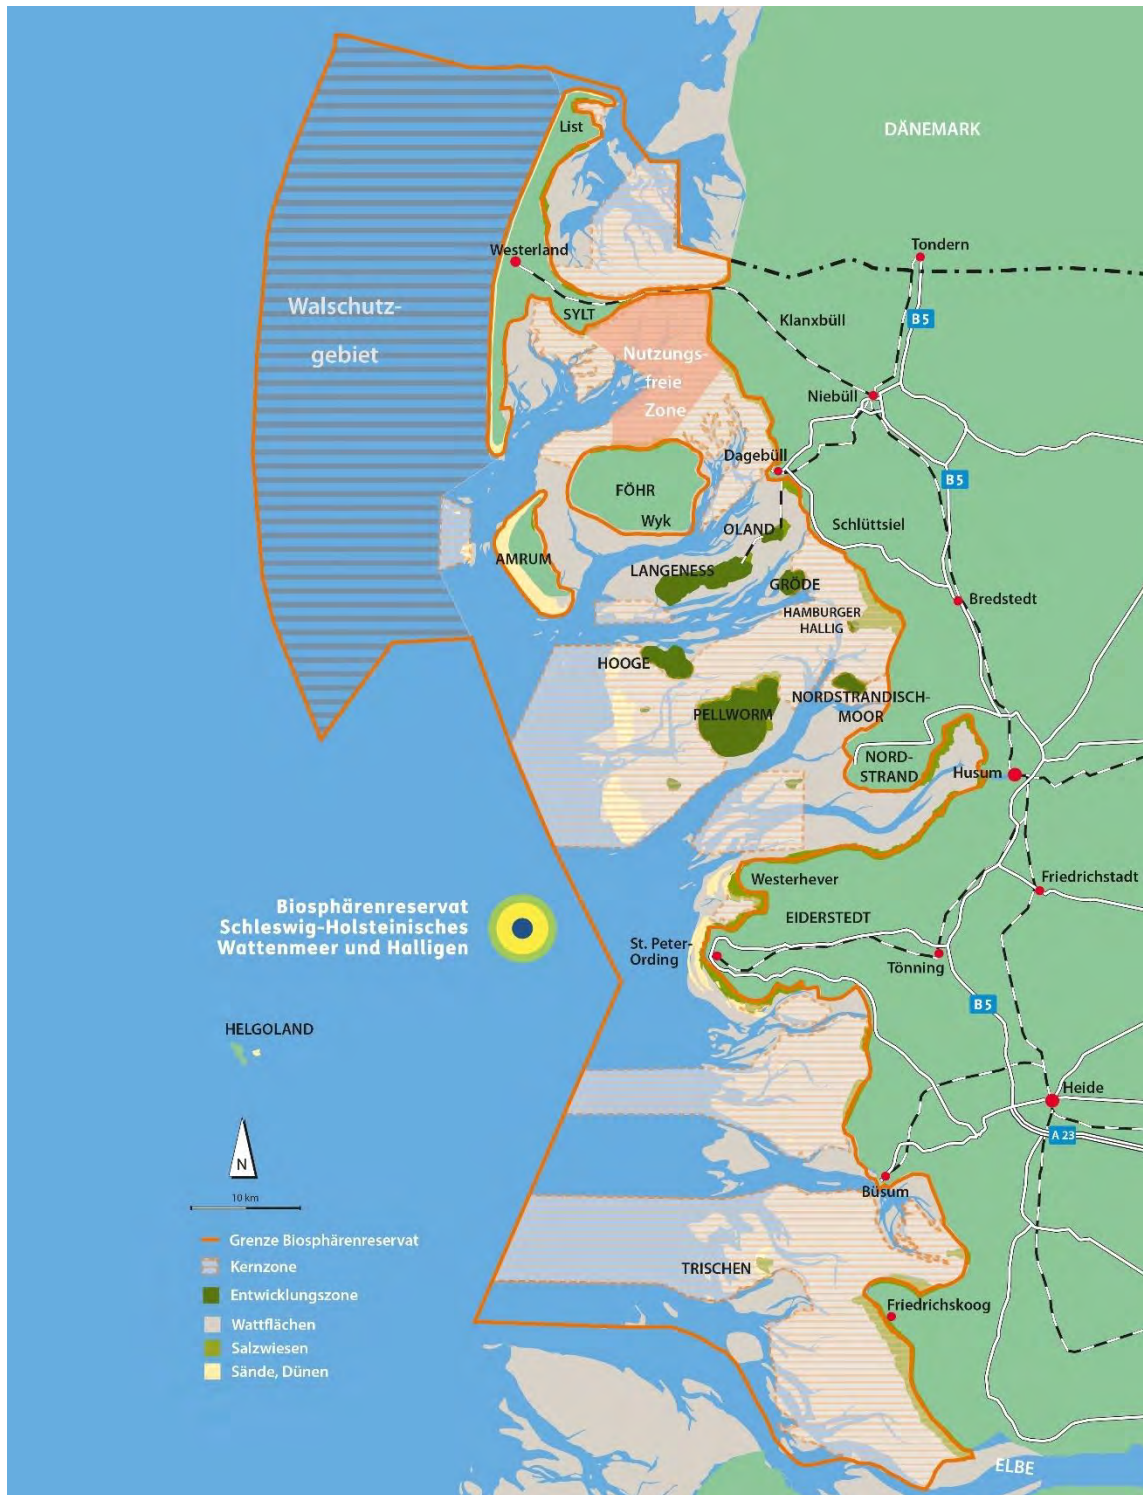 DÄNEMARK
List
Westerland
Tondern
SYLT
Klanxbüll
B 5
Walschutz-
gebiet
Nutzungs-
freie
Zone
Niebüll
Dagebüll
B 5
FÖHR
Wyk
OLAND
Schlüttsiel
AMRUM
LANGENESS
GRÖDE
Bredstedt
HAMBURGER
HALLIG
HOOGE
NORDSTRANDISCH-
MOOR
PELLWORM
NORD-
STRAND
Husum
Westerhever
Friedrichstadt
EIDERSTEDT
Biosphärenreservat
Schleswig-Holsteinisches
Wattenmeer und Halligen
St. Peter-
Ording
Tönning
B 5
HELGOLAND
Heide
A 23
N
Büsum
10 km
Grenze Biosphärenreservat
Kernzone
Entwicklungszone
Wattflächen
Salzwiesen
Sände, Dünen
TRISCHEN
Friedrichskoog
ELBE